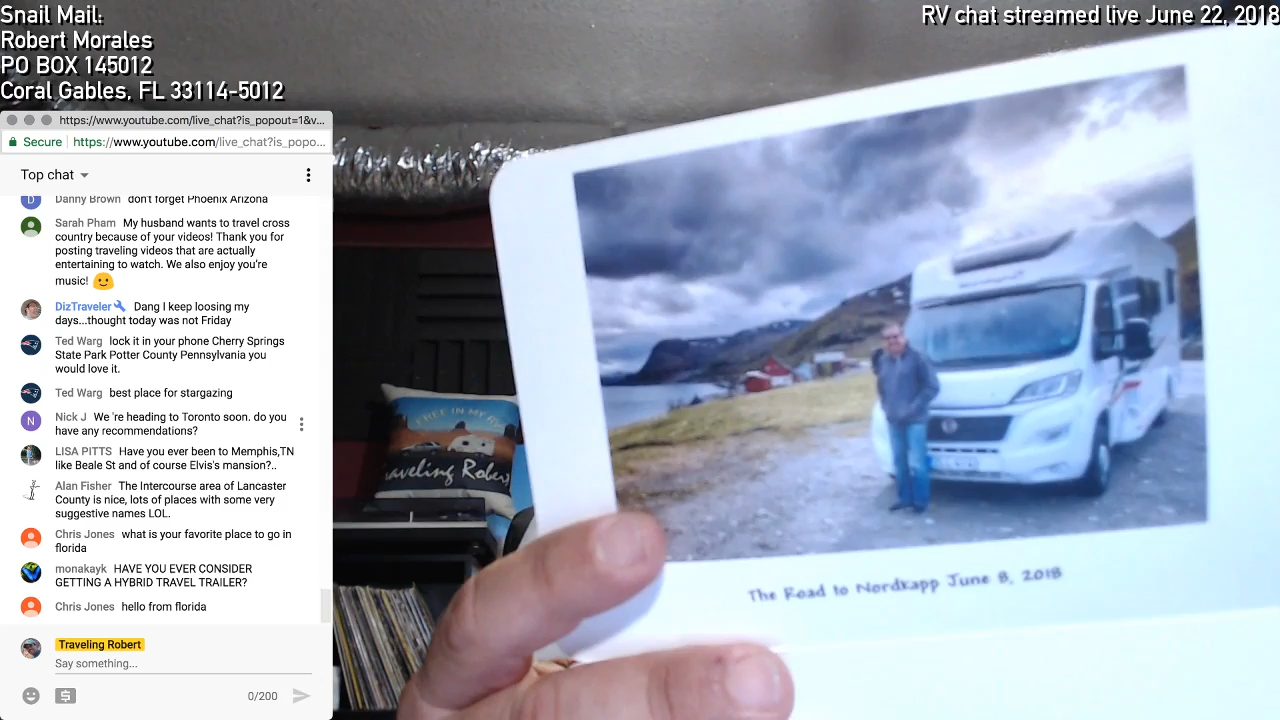 Snail Mail:
Robert Morales
PO BOX 145012
Coral Gables, FL 33114-5012
RV chat streamed live June 22, 2018
https://www.youtube.com/live_chat?is_popout=1&v...
Secure https://www.youtube.com/live_chat?is_popo...
Top chat
Danny Brown don't forget Phoenix Arizona
Sarah Pham My husband wants to travel cross
country because of your videos! Thank you for
posting traveling videos that are actually
entertaining to watch. We also enjoy you're
music!
DizTraveler Dang I keep loosing my
days...thought today was not Friday
Ted Warg lock it in your phone Cherry Springs
State Park Potter County Pennsylvania you
would love it.
Ted Warg best place for stargazing
Nick J We 're heading to Toronto soon. do you
have any recommendations?
LISA PITTS Have you ever been to Memphis,TN
like Beale St and of course Elvis's mansion?..
Alan Fisher The Intercourse area of Lancaster
County is nice, lots of places with some very
suggestive names LOL.
Chris Jones what is your favorite place to go in
florida
monakayk HAVE YOU EVER CONSIDER
GETTING A HYBRID TRAVEL TRAILER?
Chris Jones hello from florida
Traveling Robert
Say something...
0/200
FREE IN MY RV
raveling Rober
The Road to Nordkapp June 8, 2018